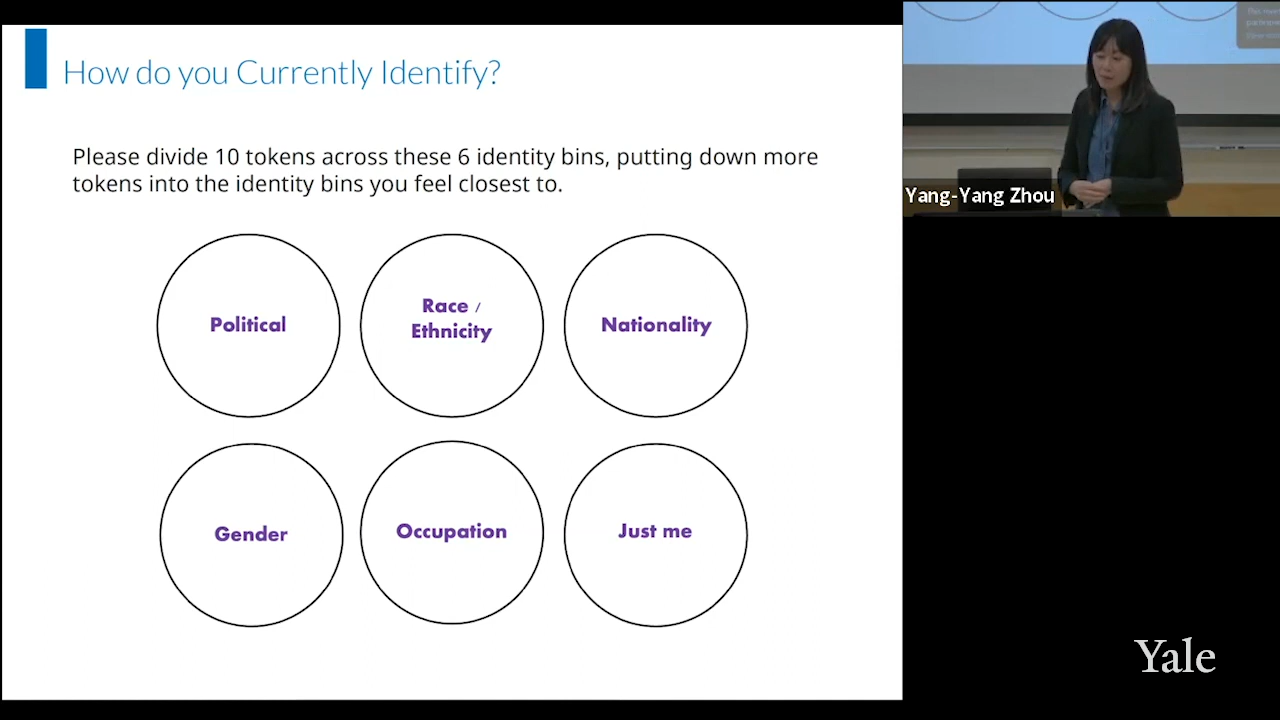 How do you Currently Identify?
Please divide 10 tokens across these 6 identity bins, putting down more
tokens into the identity bins you feel closest to.
Political
Race /
Ethnicity
Nationality
Gender
Occupation
Just me
Yang-Yang Zhou
Yale